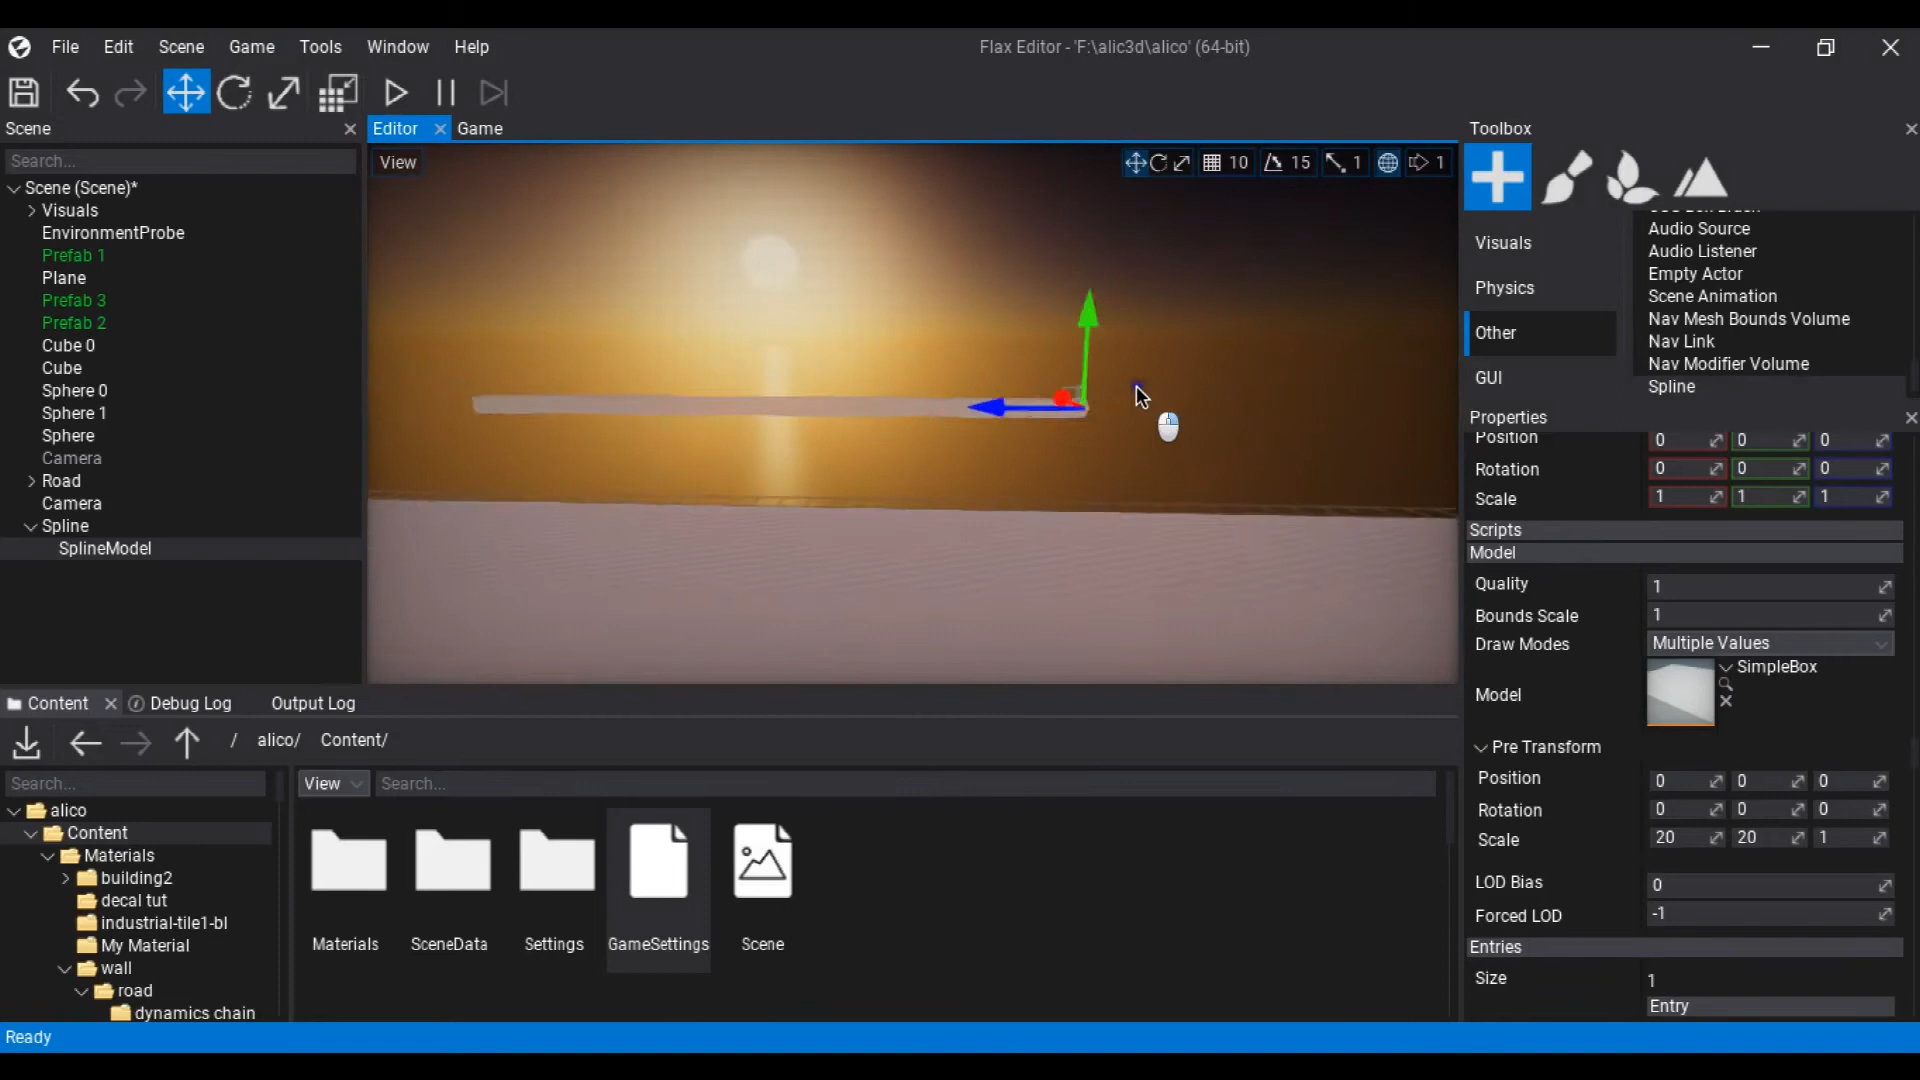 File Edit Scene Game Tools Window Help
Flax Editor - 'F:\alic3d\alico' (64-bit)
Scene
Search...
Scene (Scene)*
Visuals
EnvironmentProbe
Prefab 1
Plane
Prefab 3
Prefab 2
Cube 0
Cube
Sphere 0
Sphere 1
Sphere
Camera
Road
Camera
Spline
SplineModel
Editor
Game
View
10
15
1
1
Toolbox
Visuals
Physics
Other
GUI
Audio Source
Audio Listener
Empty Actor
Scene Animation
Nav Mesh Bounds Volume
Nav Link
Nav Modifier Volume
Spline
Properties
Position 0 0 0
Rotation 0 0 0
Scale 1 1 1
Scripts
Model
Quality 1
Bounds Scale 1
Draw Modes Multiple Values
Model SimpleBox
Pre Transform
Position 0 0 0
Rotation 0 0 0
Scale 20 20 1
LOD Bias 0
Forced LOD -1
Entries
Size 1
Entry
Content
Debug Log
Output Log
/ alico/ Content/
Search...
alico
Content
Materials
building2
decal tut
industrial-tile1-bl
My Material
wall
road
dynamics chain
View
Search...
Materials
SceneData
Settings
GameSettings
Scene
Ready